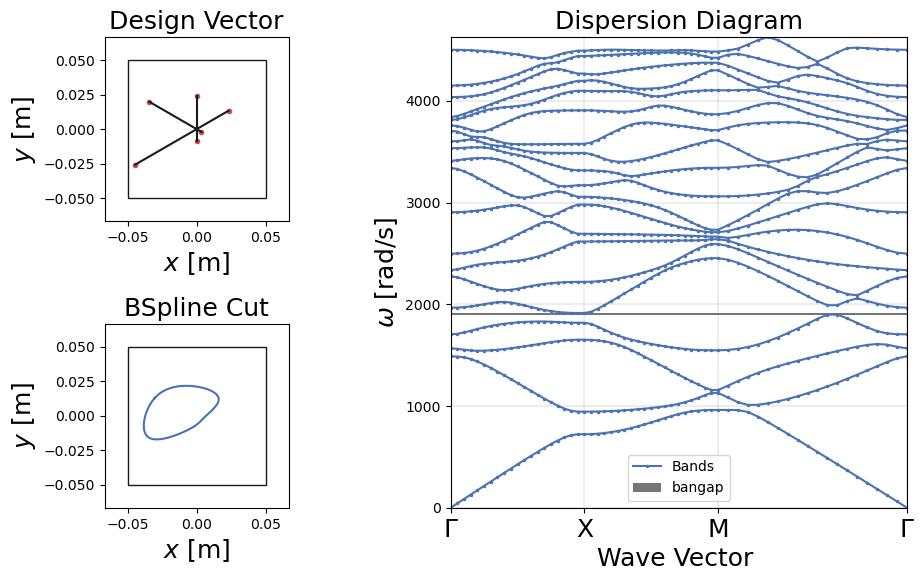 Design Vector
0.050
0.025
0.000
−0.025
−0.050
y [m]
−0.05
0.00
0.05
x [m]
BSpline Cut
0.050
0.025
0.000
−0.025
−0.050
y [m]
−0.05
0.00
0.05
x [m]
Dispersion Diagram
4000
3000
2000
1000
0
ω [rad/s]
Bands
bangap
Γ
X
M
Γ
Wave Vector